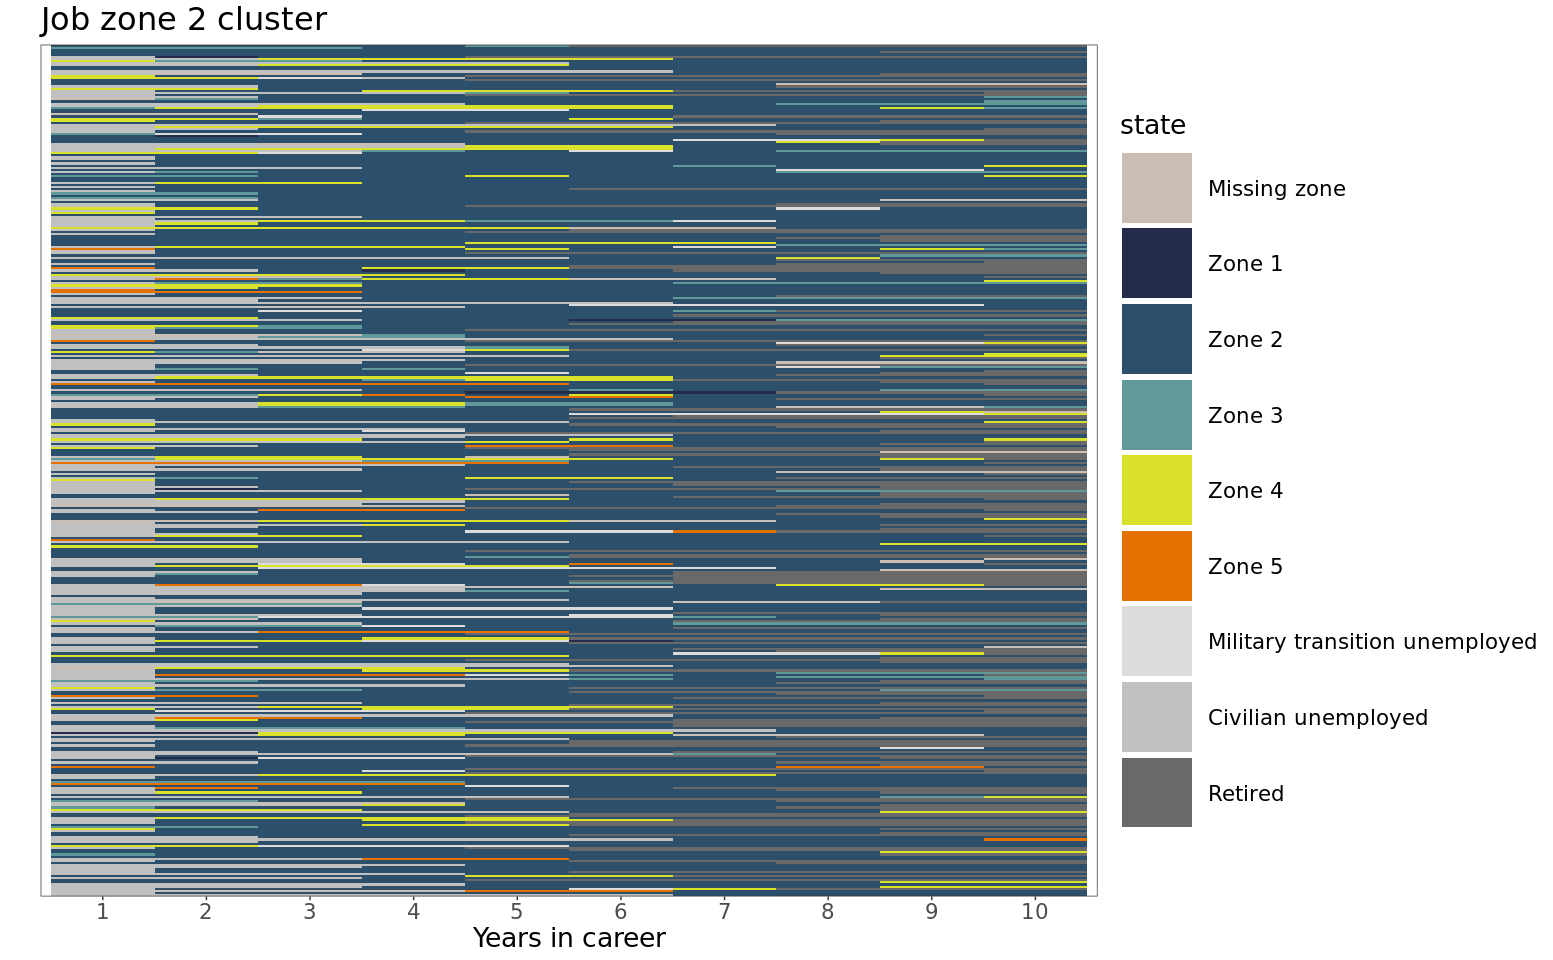 Job zone 2 cluster
state
Missing zone
Zone 1
Zone 2
Zone 3
Zone 4
Zone 5
Military transition unemployed
Civilian unemployed
Retired
1 2 3 4 5 6 7 8 9 10
Years in career